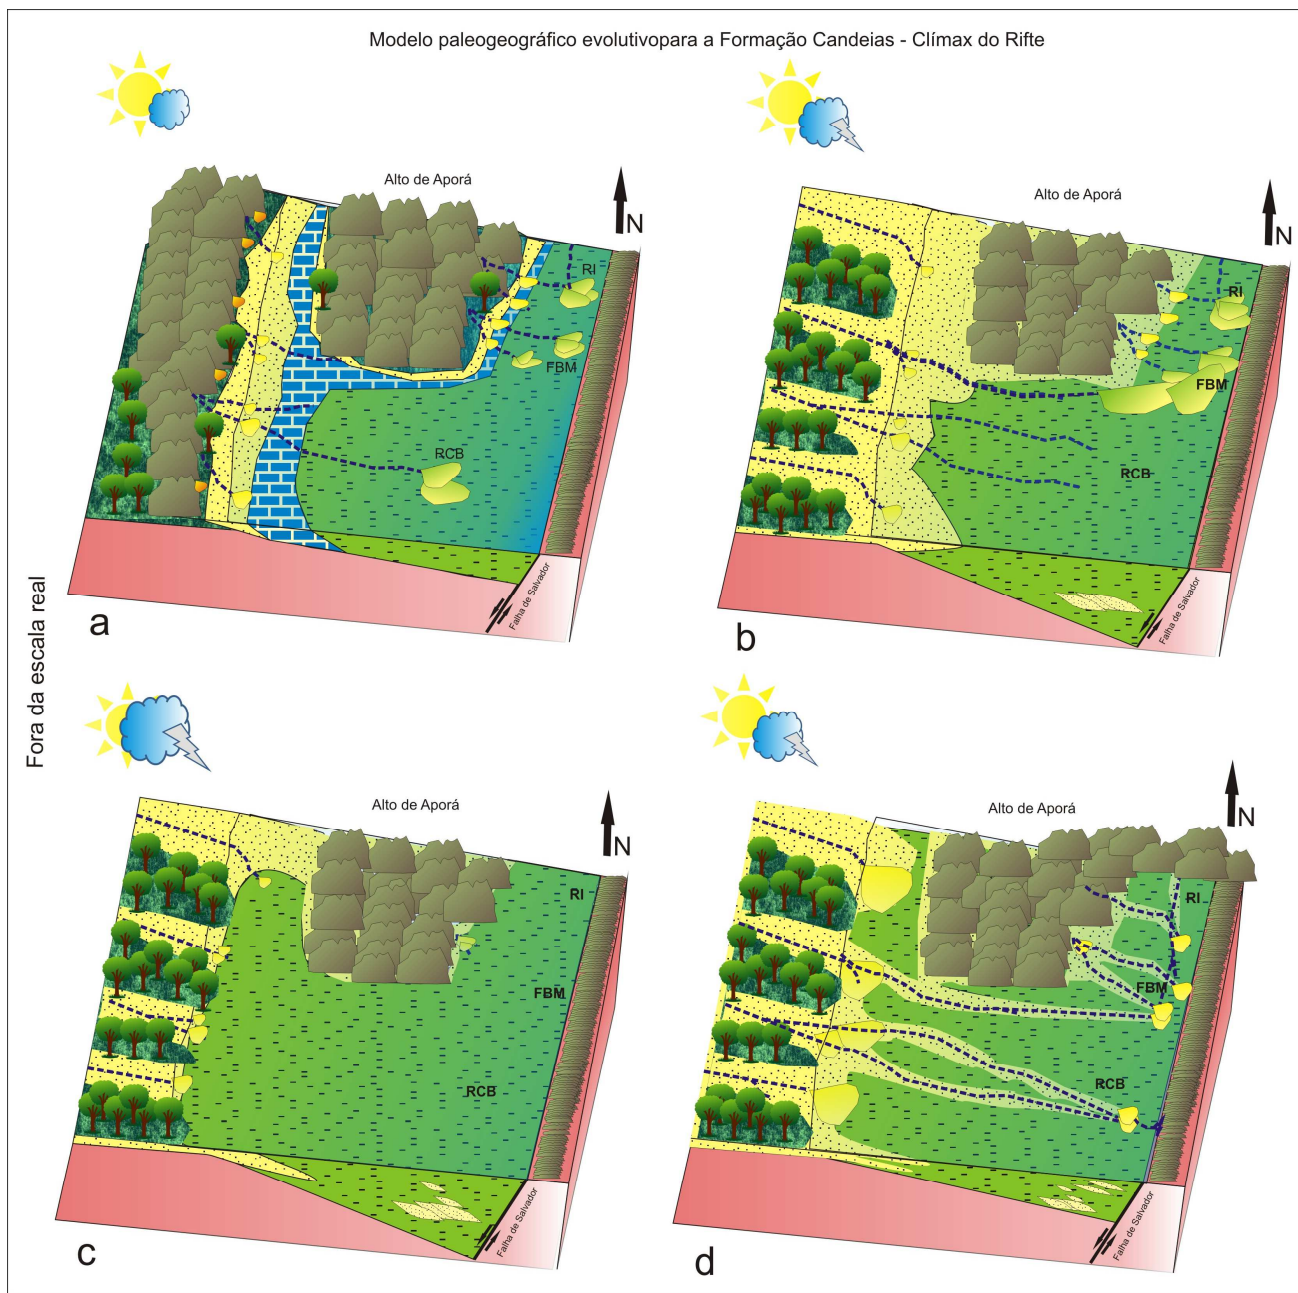 Modelo paleogeográfico evolutivopara a Formação Candeias - Clímax do Rifte
Fora da escala real
Alto de Aporá
N
RI
FBM
RCB
Falha de Salvador
a
Alto de Aporá
N
RI
FBM
RCB
Falha de Salvador
b
Alto de Aporá
N
RI
FBM
RCB
Falha de Salvador
c
Alto de Aporá
N
RI
FBM
RCB
Falha de Salvador
d